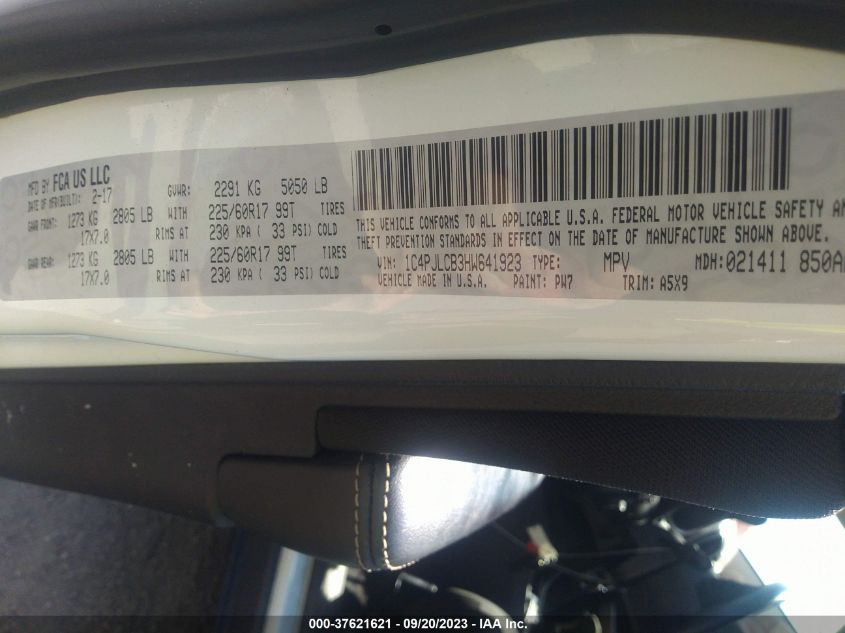 MFD BY FCA US LLC
DATE OF MFR(BUILT): 2-17 GVWR: 2291 KG 5050 LB
GAWR FRONT: 1273 KG 2805 LB WITH 225/60R17 99T TIRES
17X7.0 RIMS AT 230 KPA ( 33 PSI) COLD
GAWR REAR: 1273 KG 2805 LB WITH 225/60R17 99T TIRES
17X7.0 RIMS AT 230 KPA ( 33 PSI) COLD
THIS VEHICLE CONFORMS TO ALL APPLICABLE U.S.A. FEDERAL MOTOR VEHICLE SAFETY
THEFT PREVENTION STANDARDS IN EFFECT ON THE DATE OF MANUFACTURE SHOWN ABOVE.
VIN: 1C4PJLCB3HW641923 TYPE: MPV MDH:021411 850A
VEHICLE MADE IN U.S.A. PAINT: PW7 TRIM: A5X9
000-37621621 / 09/20/2023 - IAA Inc.